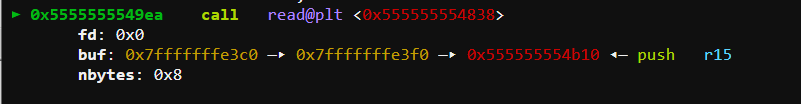 ► 0x5555555549ea    call   read@plt <0x555555554838>
fd: 0x0
buf: 0x7fffffffe3c0 —▸ 0x7fffffffe3f0 —▸ 0x555555554b10 ◂— push   r15
nbytes: 0x8